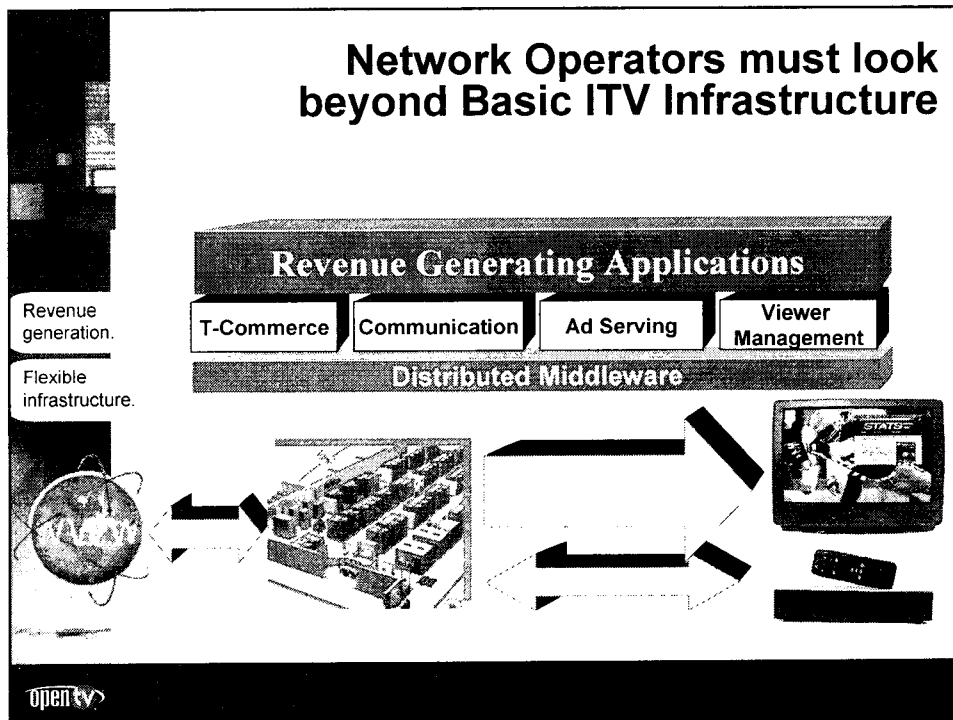 Network Operators must look
beyond Basic ITV Infrastructure
Revenue Generating Applications
Revenue
generation.
T-Commerce
Communication
Ad Serving
Viewer
Management
Flexible
infrastructure.
Distributed Middleware
STATS
WWW
opentv